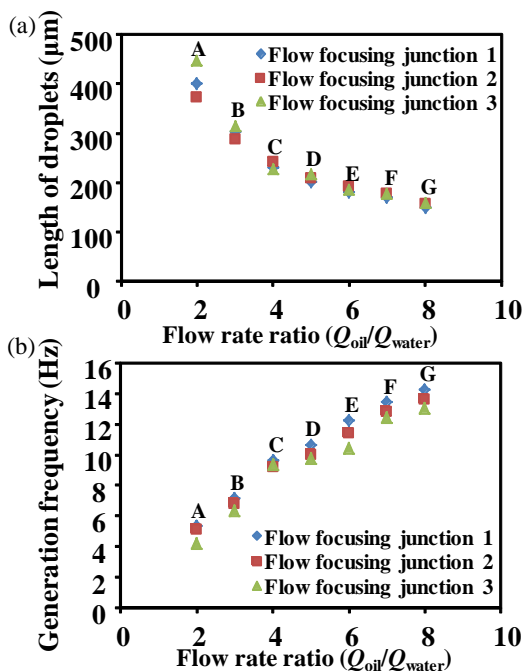 (a)
Length of droplets (µm)
500
400
300
200
100
0
A
B
C
D
E
F
G
Flow focusing junction 1
Flow focusing junction 2
Flow focusing junction 3
0 2 4 6 8 10
Flow rate ratio (Qoil/Qwater)
(b)
Generation frequency (Hz)
16
14
12
10
8
6
4
2
0
A
B
C
D
E
F
G
Flow focusing junction 1
Flow focusing junction 2
Flow focusing junction 3
0 2 4 6 8 10
Flow rate ratio (Qoil/Qwater)